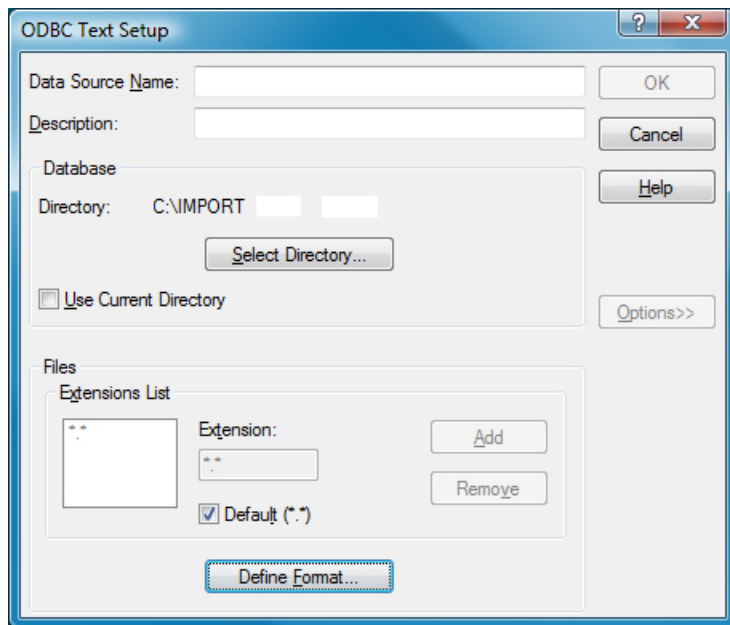 ODBC Text Setup
Data Source Name:
OK
Description:
Cancel
Database
Help
Directory: C:\IMPORT
Select Directory...
Use Current Directory
Options>>
Files
Extensions List
*.*
Extension:
Add
*.*
Remove
Default (*.*)
Define Format...